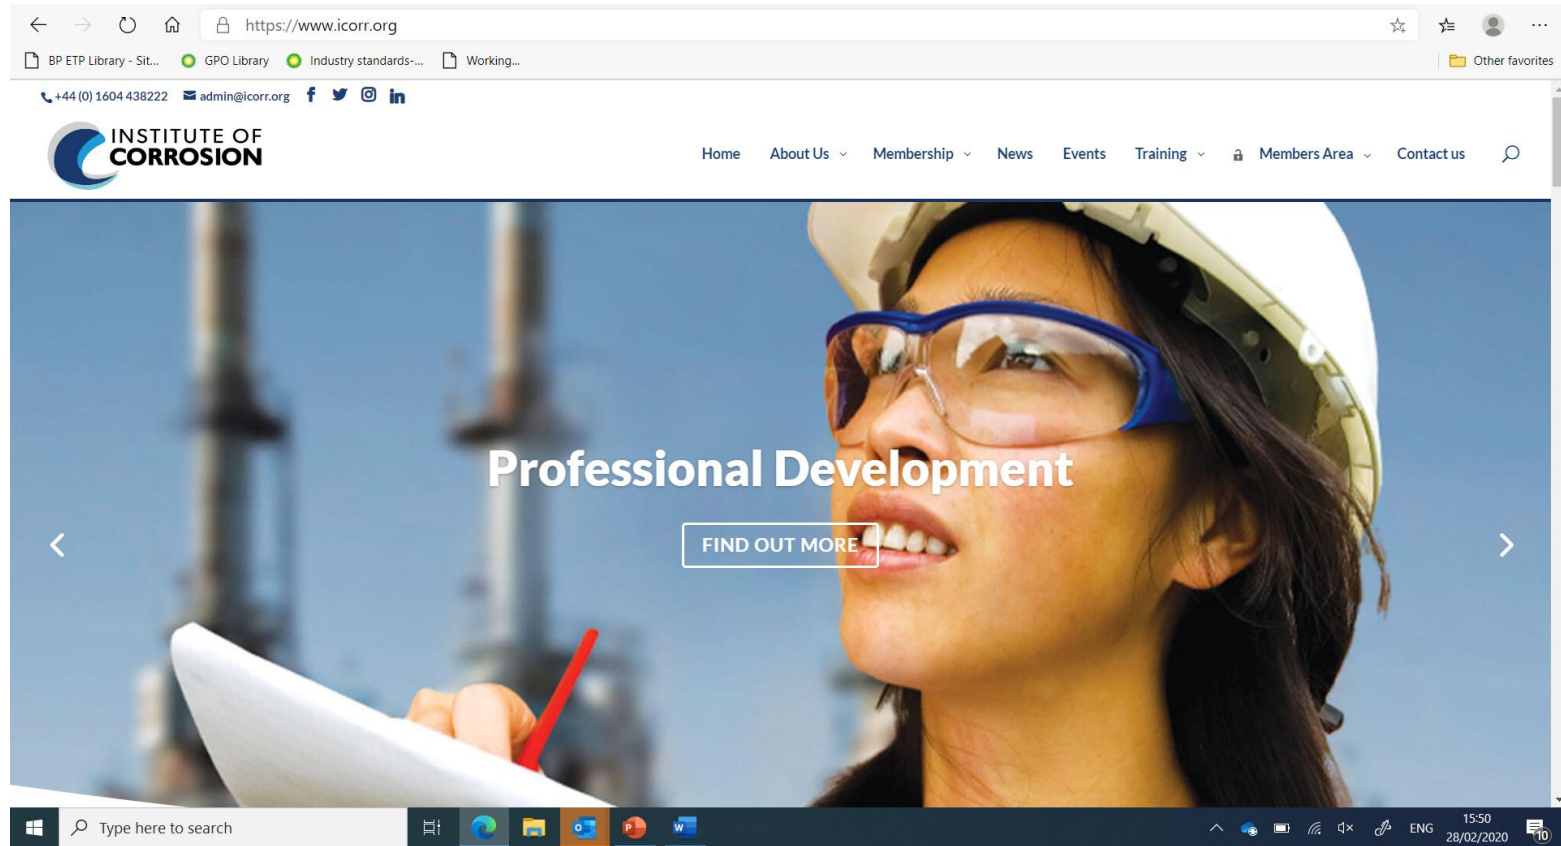 https://www.icorr.org
BP ETP Library - Sit... GPO Library Industry standards-... Working... Other favorites
+44 (0) 1604 438222 admin@icorr.org
INSTITUTE OF
CORROSION
Home About Us Membership News Events Training Members Area Contact us
Professional Development
FIND OUT MORE
Type here to search
ENG
15:50
28/02/2020
10